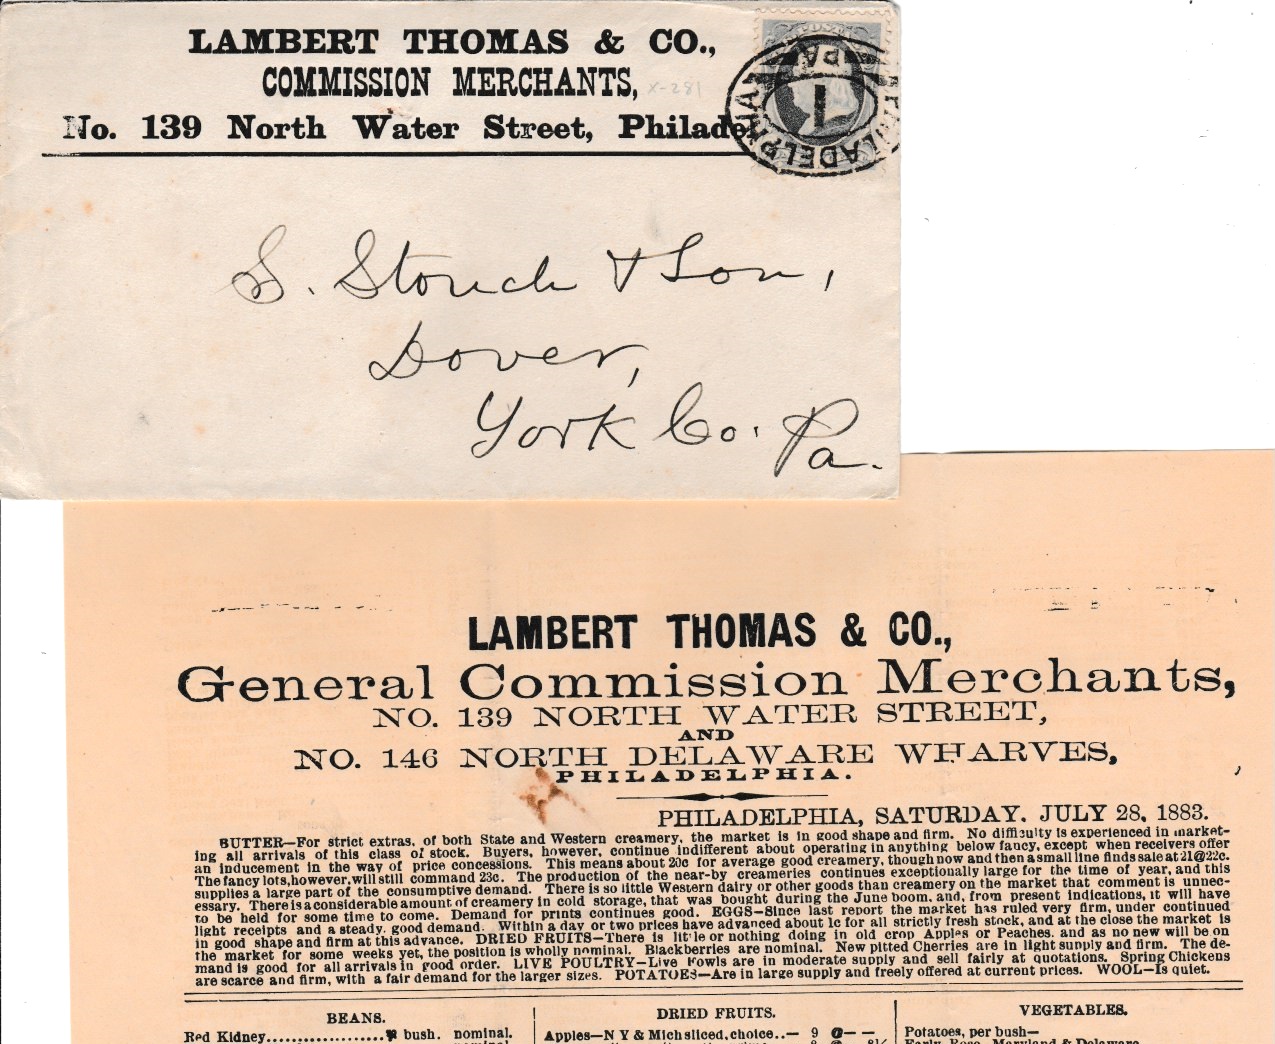 LAMBERT THOMAS & CO.,
COMMISSION MERCHANTS,
X-281
No. 139 North Water Street, Philadel
PHILADELPHIA PA
1
S. Stouch & Son,
Dover,
York Co. Pa.
LAMBERT THOMAS & CO.,
General Commission Merchants,
NO. 139 NORTH WATER STREET,
AND
NO. 146 NORTH DELAWARE WHARVES,
PHILADELPHIA.
PHILADELPHIA, SATURDAY, JULY 28, 1883.
BUTTER—For strict extras, of both State and Western creamery, the market is in good shape and firm. No difficulty is experienced in market-
ing all arrivals of this class of stock. Buyers, however, continue indifferent about operating in anything below fancy, except when receivers offer
an inducement in the way of price concessions. This means about 20c for average good creamery, though now and then a small line finds sale at 21@22c.
The fancy lots, however, will still command 23c. The production of the near-by creameries continues exceptionally large for the time of year, and this
supplies a large part of the consumptive demand. There is so little Western dairy or other goods than creamery on the market that comment is unnec-
essary. There is a considerable amount of creamery in cold storage, that was bought during the June boom, and, from present indications, it will have
to be held for some time to come. Demand for prints continues good. EGGS—Since last report the market has ruled very firm, under continued
light receipts and a steady, good demand. Within a day or two prices have advanced about 1c for all strictly fresh stock, and at the close the market is
in good shape and firm at this advance. DRIED FRUITS—There is little or nothing doing in old crop Apples or Peaches, and as no new will be on
the market for some weeks yet, the position is wholly nominal. Blackberries are nominal. New pitted Cherries are in light supply and firm. The de-
mand is good for all arrivals in good order. LIVE POULTRY—Live Fowls are in moderate supply and sell fairly at quotations. Spring Chickens
are scarce and firm, with a fair demand for the larger sizes. POTATOES—Are in large supply and freely offered at current prices. WOOL—Is quiet.
BEANS.
Red Kidney...................℔ bush. nominal.
DRIED FRUITS.
Apples—N Y & Mich sliced, choice..— 9 @— —
VEGETABLES.
Potatoes, per bush—
Early Rose, Maryland & Delaware